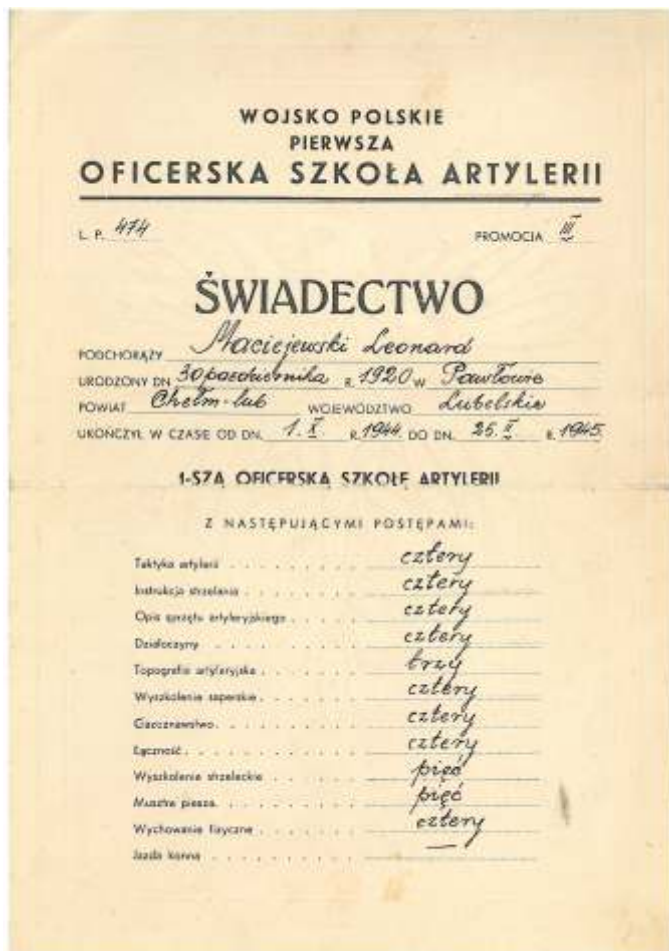 WOJSKO POLSKIE
PIERWSZA
OFICERSKA SZKOŁA ARTYLERII
L. P. 474 PROMOCJA III
ŚWIADECTWO
PODCHORĄŻY Maciejewski Leonard
URODZONY DN 30 października R. 1920 W Pawłowie
POWIAT Chełm-lub WOJEWÓDZTWO Lubelskie
UKOŃCZYŁ W CZASIE OD DN. 1. X R. 1944. DO DN. 25. II R. 1945.
1-SZĄ OFICERSKĄ SZKOŁĘ ARTYLERII
Z NASTĘPUJĄCYMI POSTĘPAMI:
Taktyka artylerii . . . . . . . . cztery
Instrukcja strzelania . . . . . . . . cztery
Opis sprzętu artyleryjskiego . . . . . cztery
Działoczyny . . . . . . . . cztery
Topografia artyleryjska . . . . . . trzy
Wyszkolenie saperskie . . . . . . cztery
Gazoznawstwo . . . . . . . . cztery
Łączność . . . . . . . . . cztery
Wyszkolenie strzeleckie . . . . . pięć
Musztra piesza . . . . . . . . pięć
Wychowanie fizyczne . . . . . . cztery
Jazda konna . . . . . . . . —